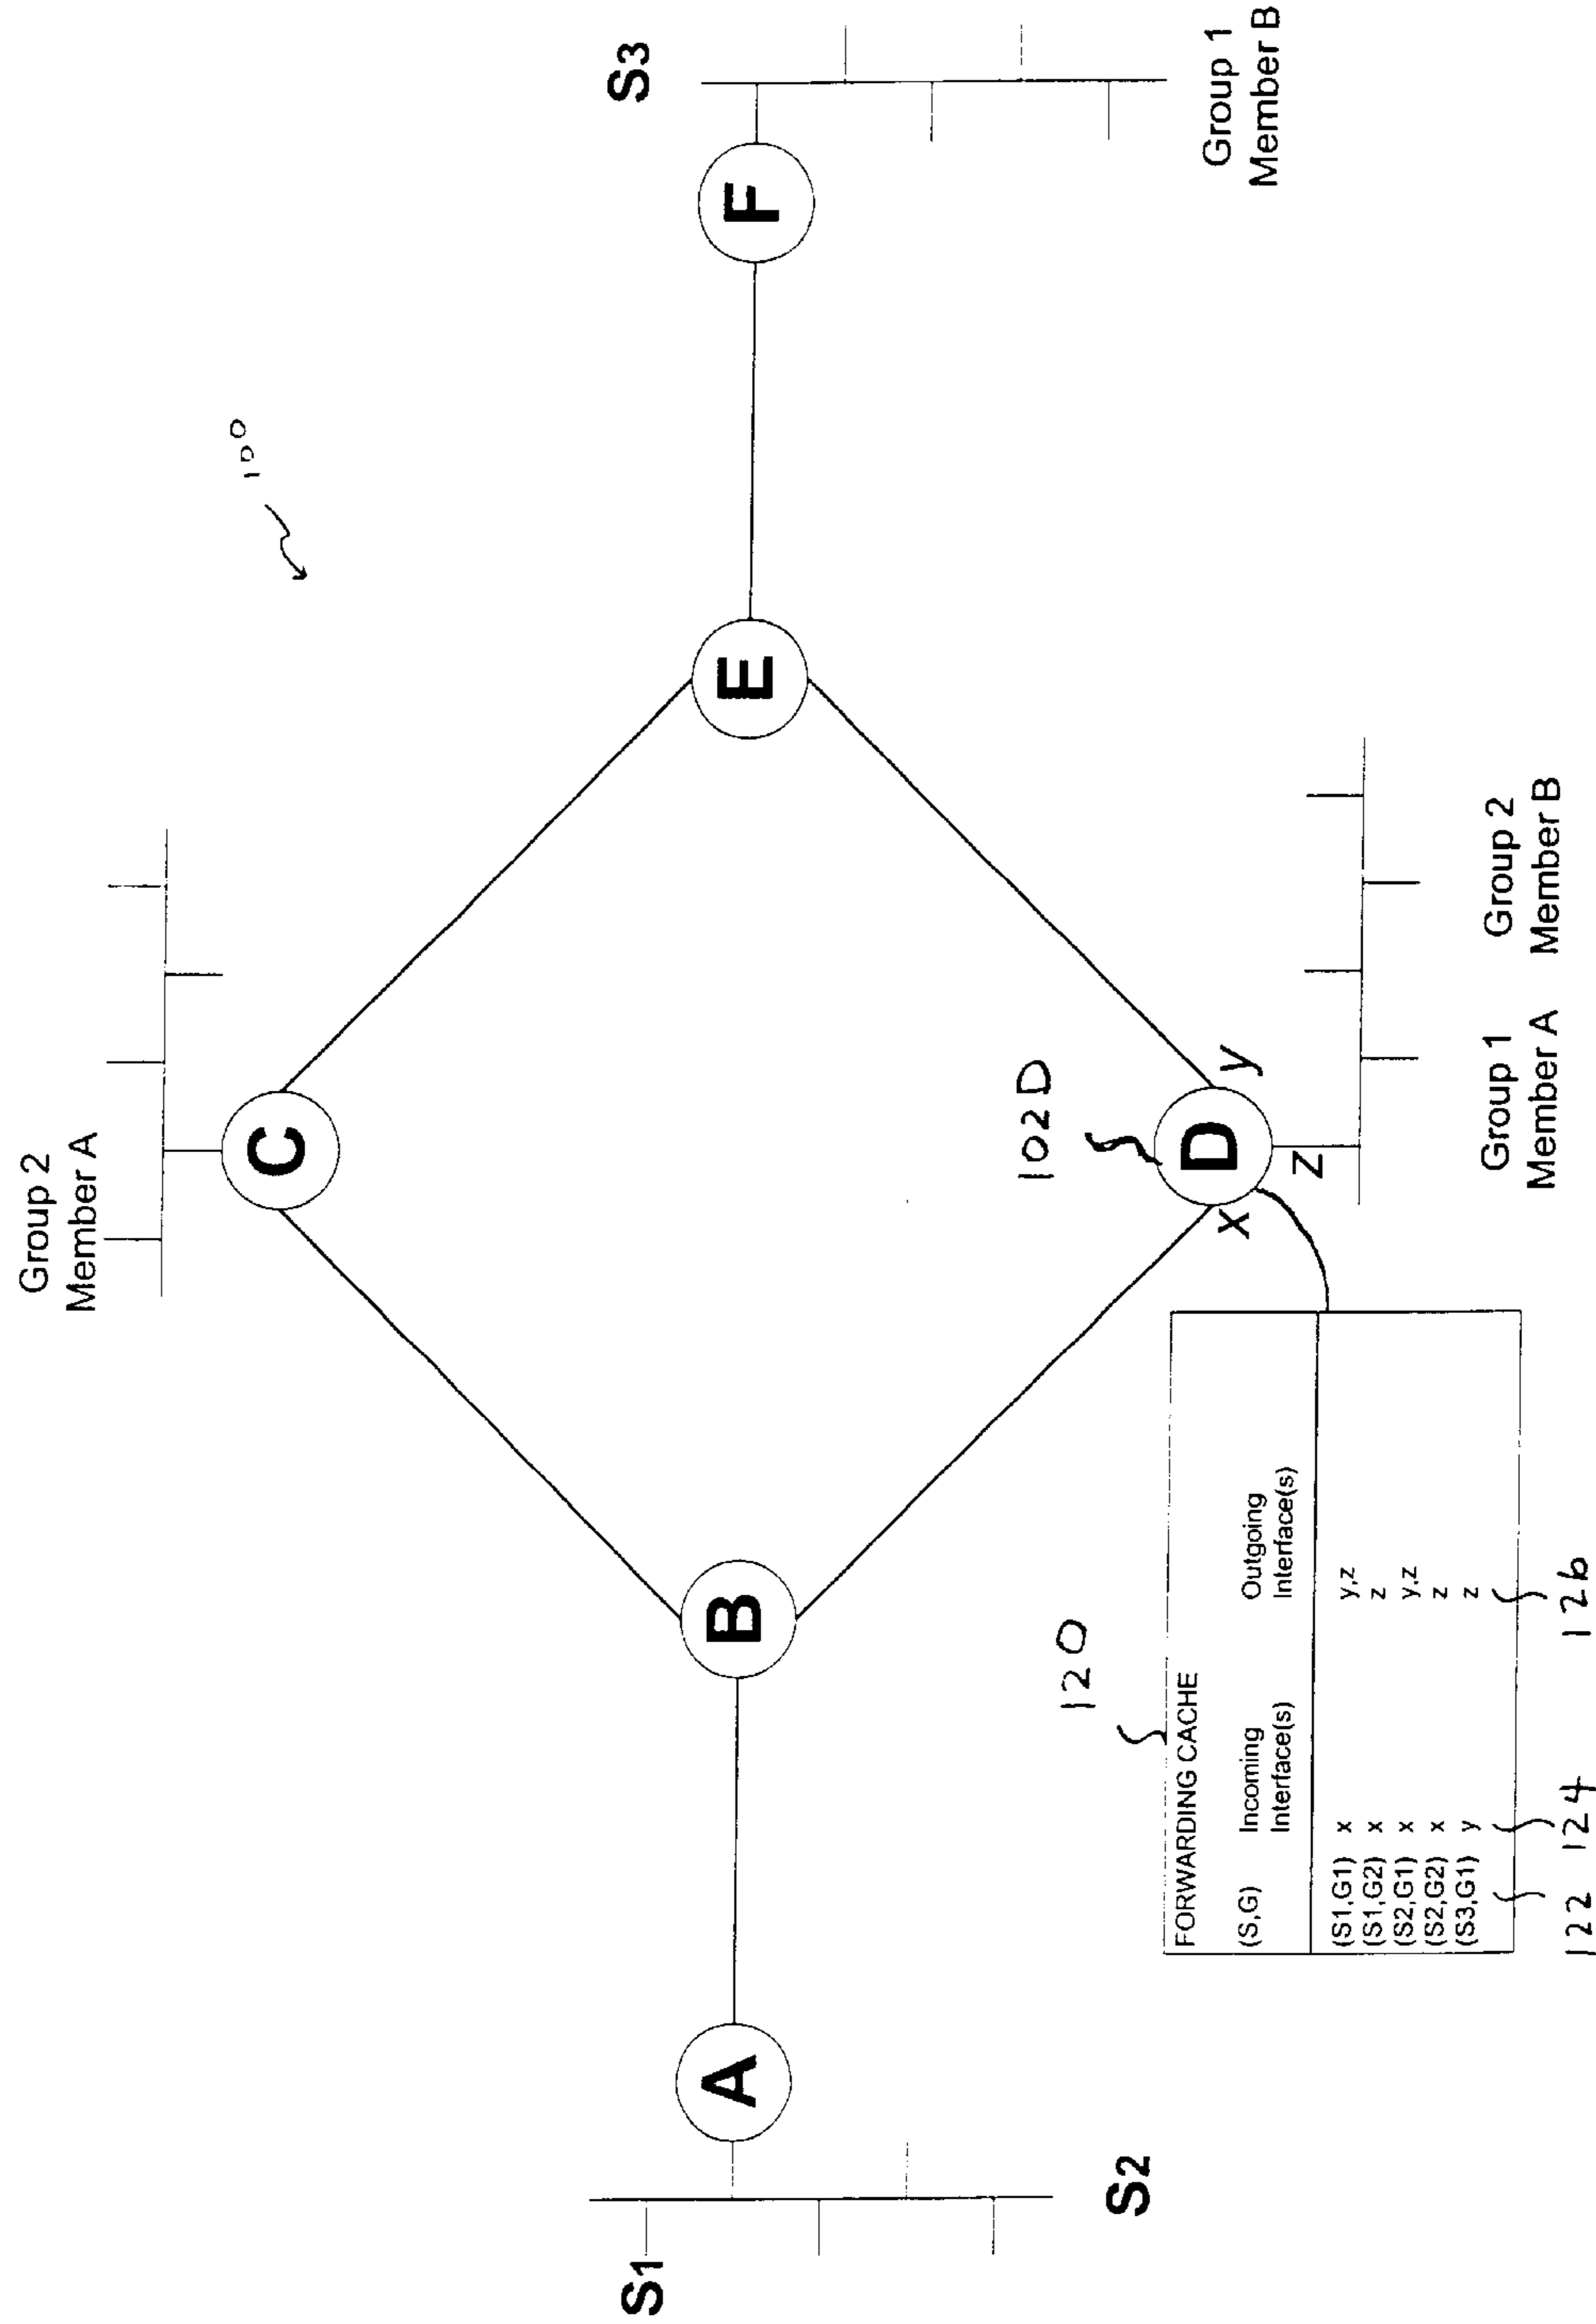 Group 2
Member A
100
C
S3
S1
A
B
E
F
S2
102D
x
D
y
z
Group 1
Member B
120
FORWARDING CACHE
(S,G) Incoming Interface(s) Outgoing Interface(s)
(S1,G1) x y,z
(S1,G2) x z
(S2,G1) x y,z
(S2,G2) x z
(S3,G1) y z
122 124 126
Group 1
Member A
Group 2
Member B